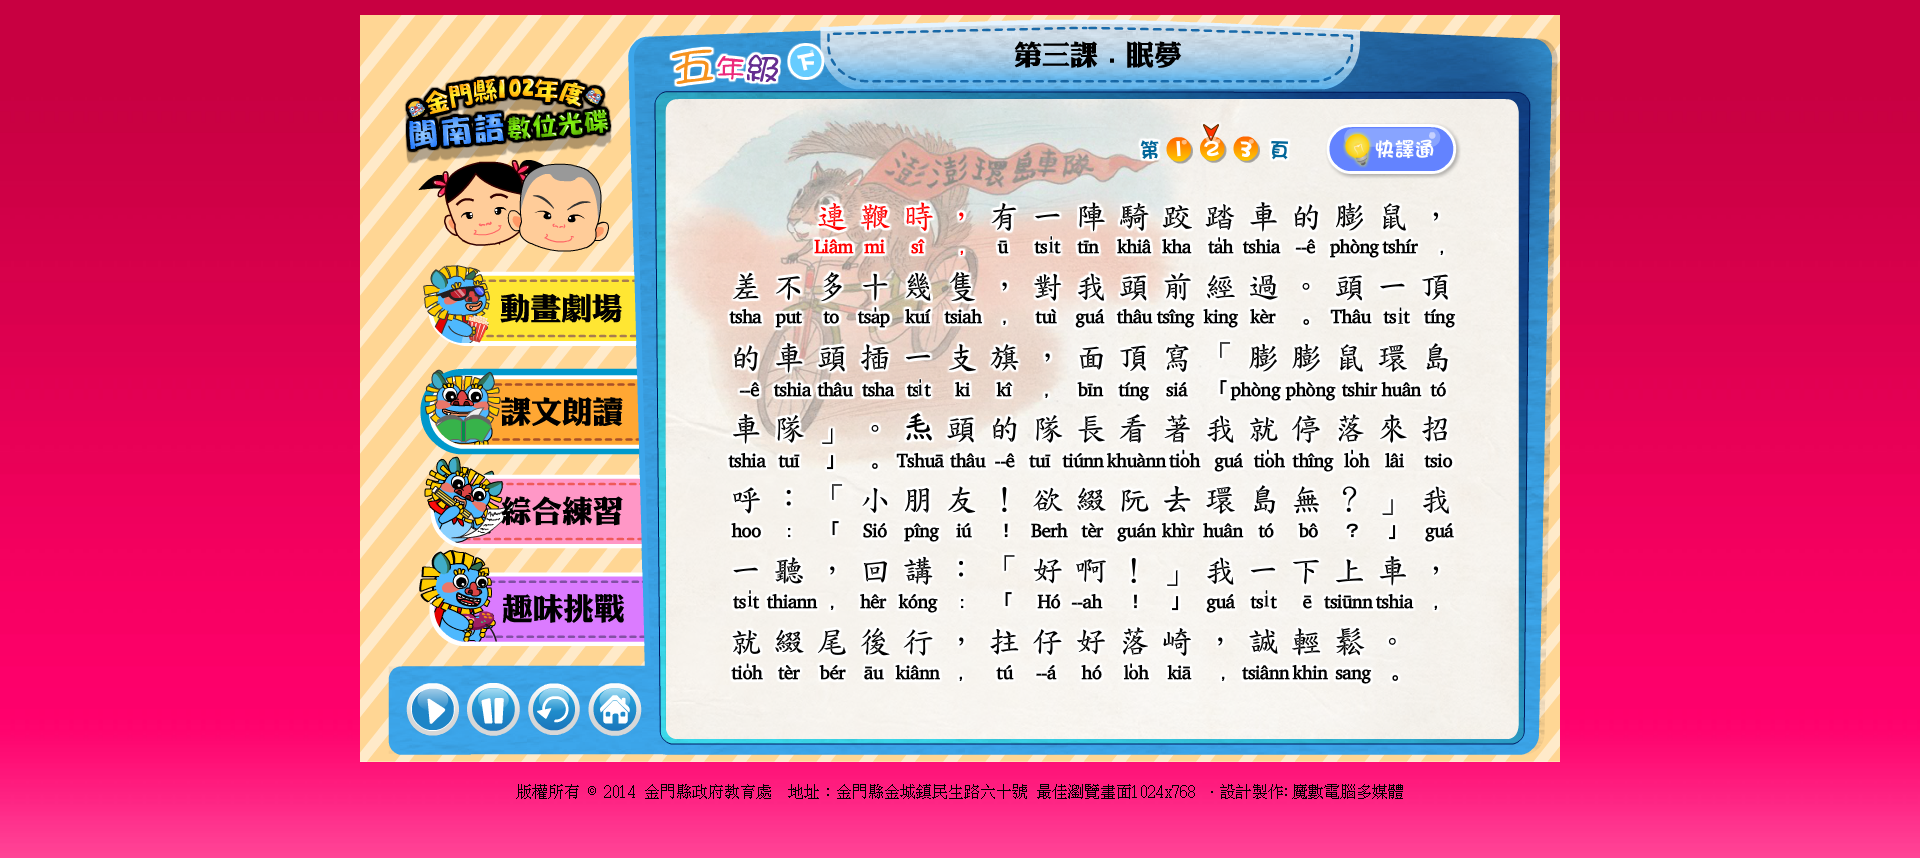 五年級 下
第三課．眠夢
金門縣102年度
閩南語數位光碟
澎澎環島車隊
第 1 2 3 頁
快譯通
動畫劇場
課文朗讀
綜合練習
趣味挑戰
連鞭時，有一陣騎跤踏車的膨鼠，
Liâm mi sî , ū tsi̍t tīn khiâ kha ta̍h tshia --ê phòng tshír ,
差不多十幾隻，對我頭前經過。頭一頂
tsha put to tsa̍p kuí tsiah , tuì guá thâu tsîng king kèr 。 Thâu tsi̍t tíng
的車頭插一支旗，面頂寫「膨膨鼠環島
--ê tshia thâu tsha tsi̍t ki kî , bīn tíng siá 「 phòng phòng tshir huân tó
車隊」。𤆬頭的隊長看著我就停落來招
tshia tuī 」 。 Tshuā thâu --ê tuī tiúnn khuànn tio̍h guá tio̍h thîng lo̍h lâi tsio
呼：「小朋友！欲綴阮去環島無？」我
hoo : 「 Sió pîng iú ! Berh tèr guán khìr huân tó bô ? 」 guá
一聽，回講：「好啊！」我一下上車，
tsi̍t thiann , hêr kóng : 「 Hó --ah ! 」 guá tsi̍t ē tsiūnn tshia ,
就綴尾後行，拄仔好落崎，誠輕鬆。
tio̍h tèr bér āu kiânn , tú --á hó lo̍h kiā , tsiânn khin sang 。
版權所有 © 2014 金門縣政府教育處 地址：金門縣金城鎮民生路六十號 最佳瀏覽畫面1024x768 ．設計製作: 魔數電腦多媒體